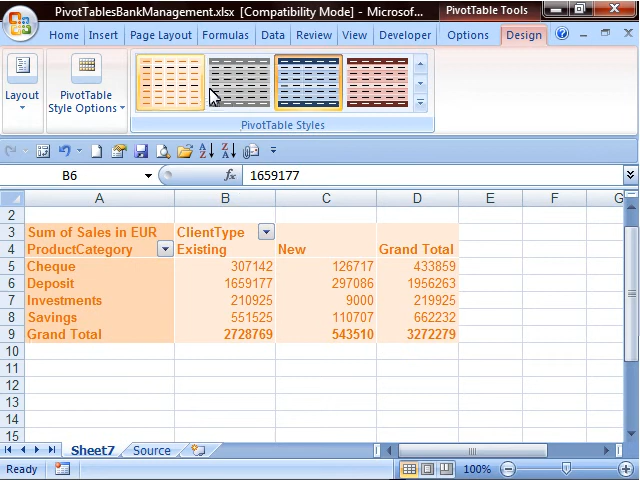 PivotTablesBankManagement.xlsx [Compatibility Mode] - Microsof... PivotTable Tools
Home Insert Page Layout Formulas Data Review View Developer Options Design
Layout
PivotTable
Style Options
PivotTable Styles
B6 1659177
A B C D E F G
2
3 Sum of Sales in EUR ClientType
4 ProductCategory Existing New Grand Total
5 Cheque 307142 126717 433859
6 Deposit 1659177 297086 1956263
7 Investments 210925 9000 219925
8 Savings 551525 110707 662232
9 Grand Total 2728769 543510 3272279
10
11
12
13
14
15
Sheet7 Source
Ready 100%